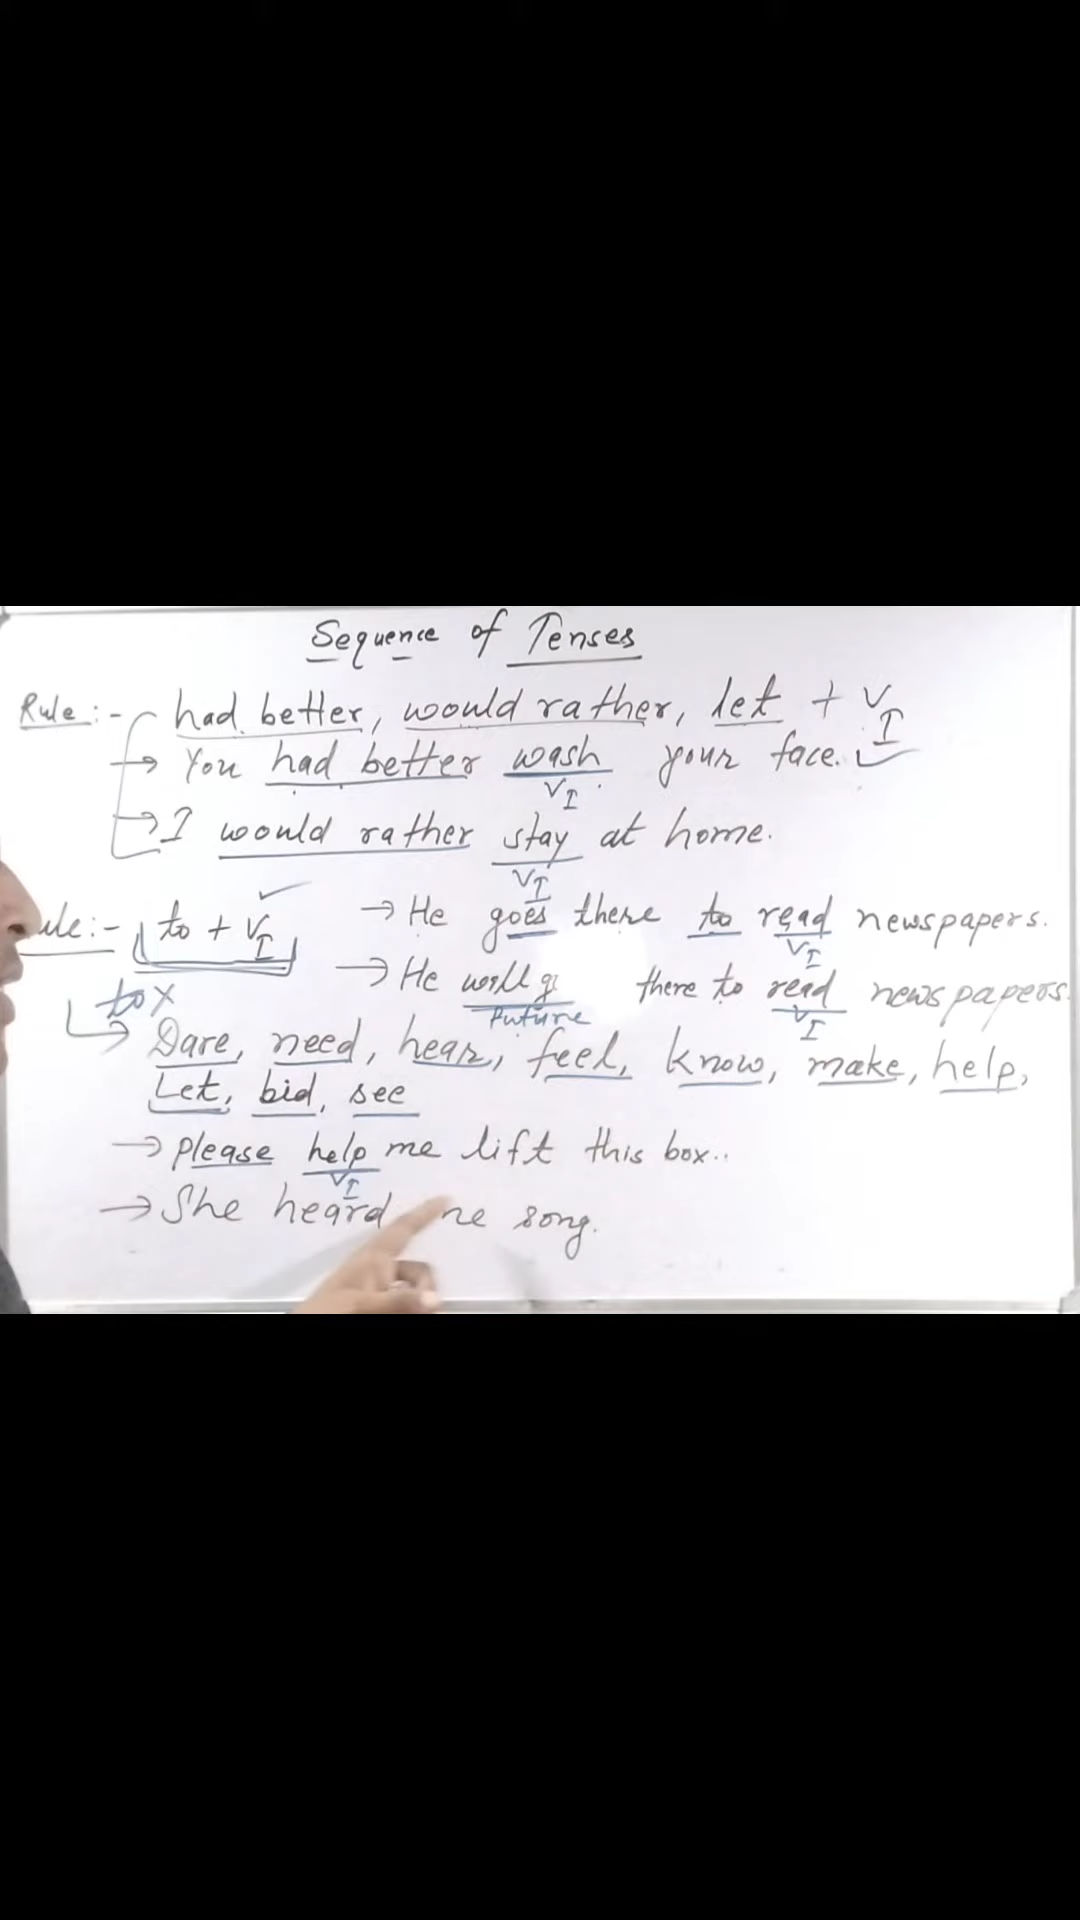 Sequence of Tenses
Rule:- had better, would rather, let + V I
→ You had better wash your face.
V I
→ I would rather stay at home.
V I
ule:- to + V I
to x
→ He goes there to read newspapers.
V I
→ He will g there to read newspapers.
Future V I
→ Dare, need, hear, feel, know, make, help,
Let, bid, see
→ Please help me lift this box..
V I
→ She heard me song.